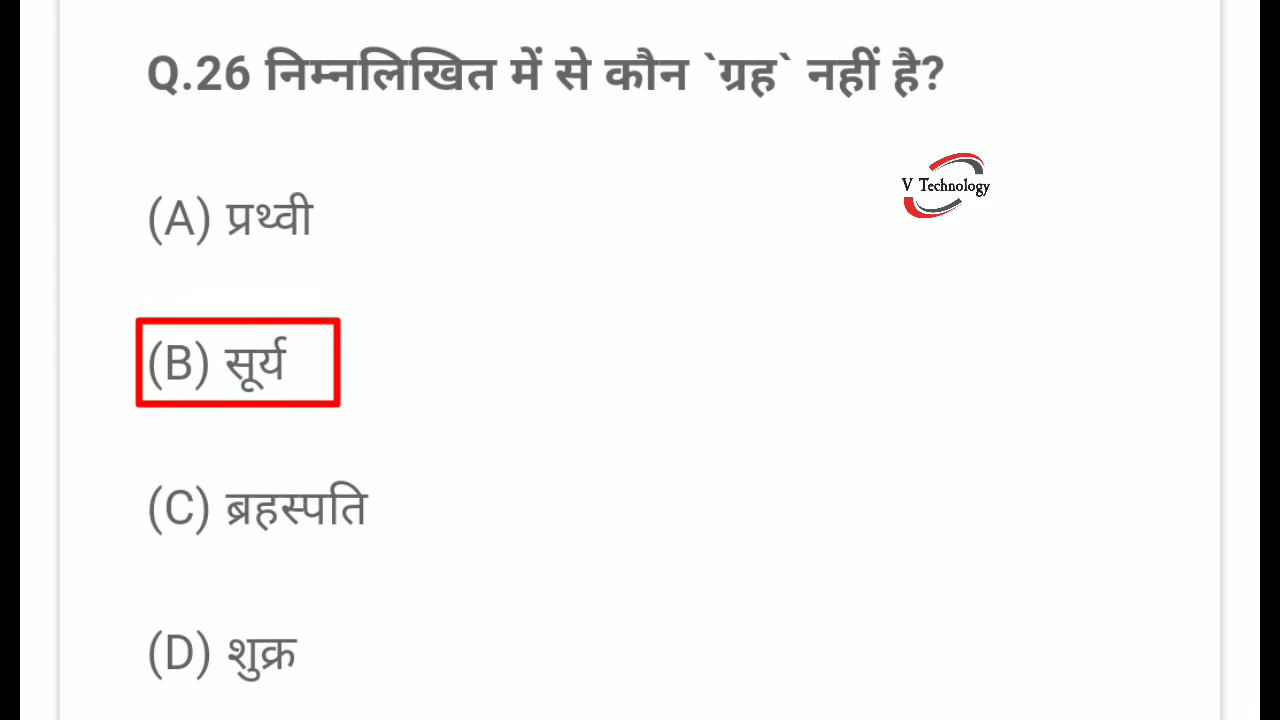 Q.26 निम्नलिखित में से कौन `ग्रह` नहीं है?
V Technology
(A) प्रथ्वी
(B) सूर्य
(C) ब्रहस्पति
(D) शुक्र